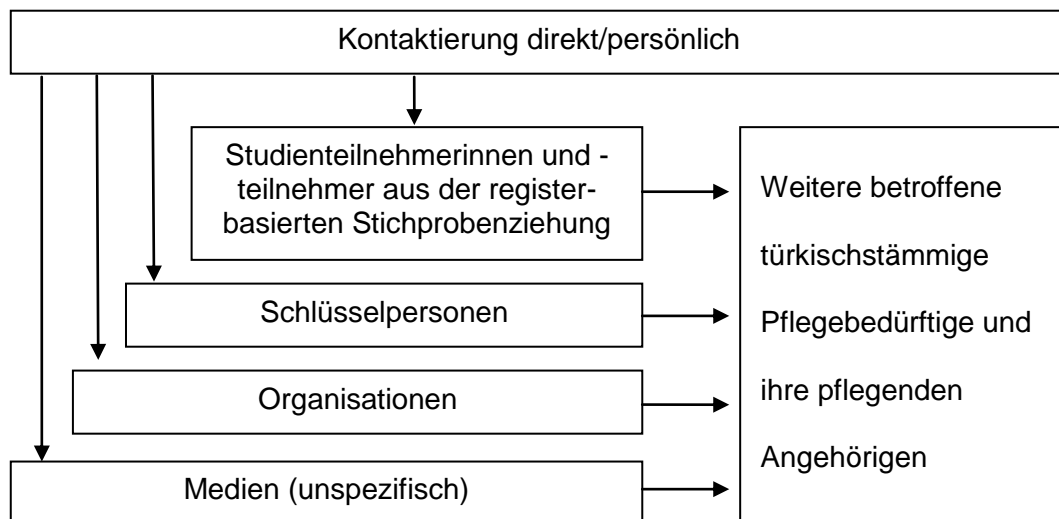 Kontaktierung direkt/persönlich
Studienteilnehmerinnen und -
teilnehmer aus der register-
basierten Stichprobenziehung
Schlüsselpersonen
Organisationen
Medien (unspezifisch)
Weitere betroffene
türkischstämmige
Pflegebedürftige und
ihre pflegenden
Angehörigen